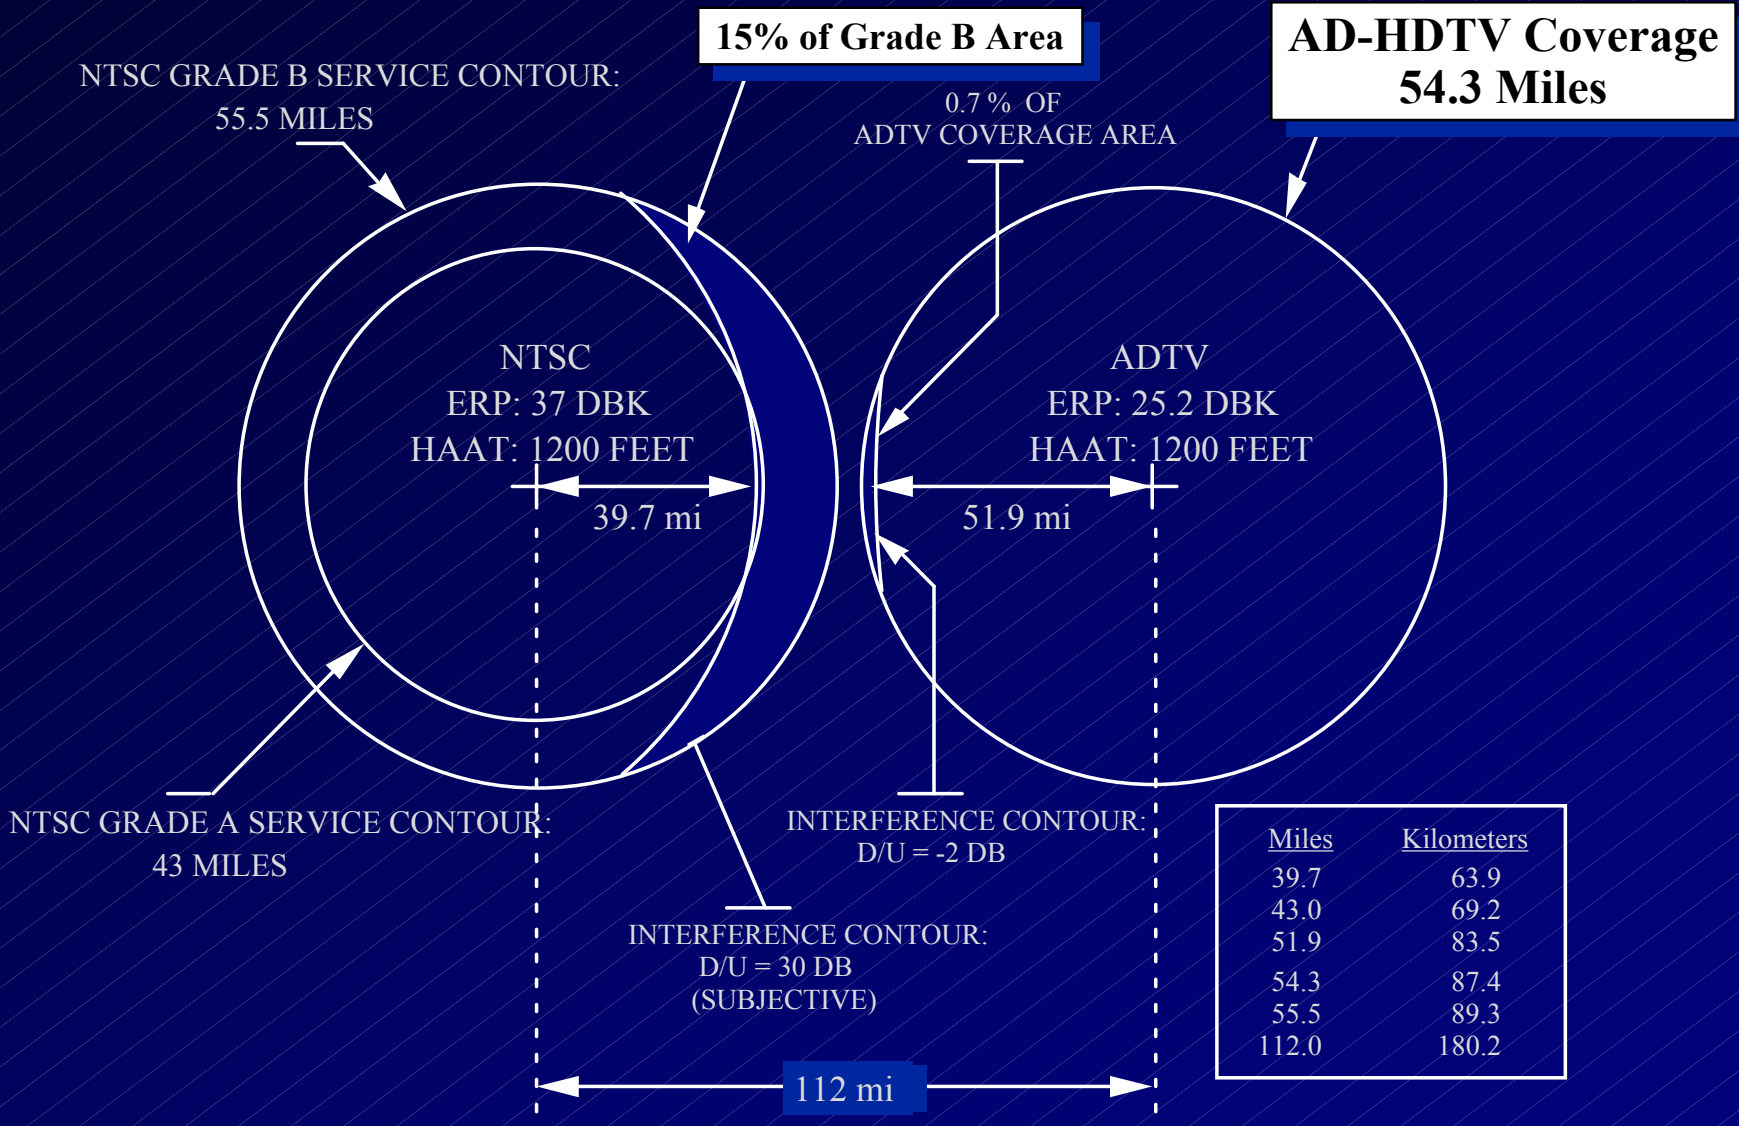 15% of Grade B Area
AD-HDTV Coverage
54.3 Miles
NTSC GRADE B SERVICE CONTOUR:
55.5 MILES
0.7 % OF
ADTV COVERAGE AREA
NTSC
ERP: 37 DBK
HAAT: 1200 FEET
39.7 mi
ADTV
ERP: 25.2 DBK
HAAT: 1200 FEET
51.9 mi
NTSC GRADE A SERVICE CONTOUR:
43 MILES
INTERFERENCE CONTOUR:
D/U = -2 DB
INTERFERENCE CONTOUR:
D/U = 30 DB
(SUBJECTIVE)
Miles Kilometers
39.7 63.9
43.0 69.2
51.9 83.5
54.3 87.4
55.5 89.3
112.0 180.2
112 mi